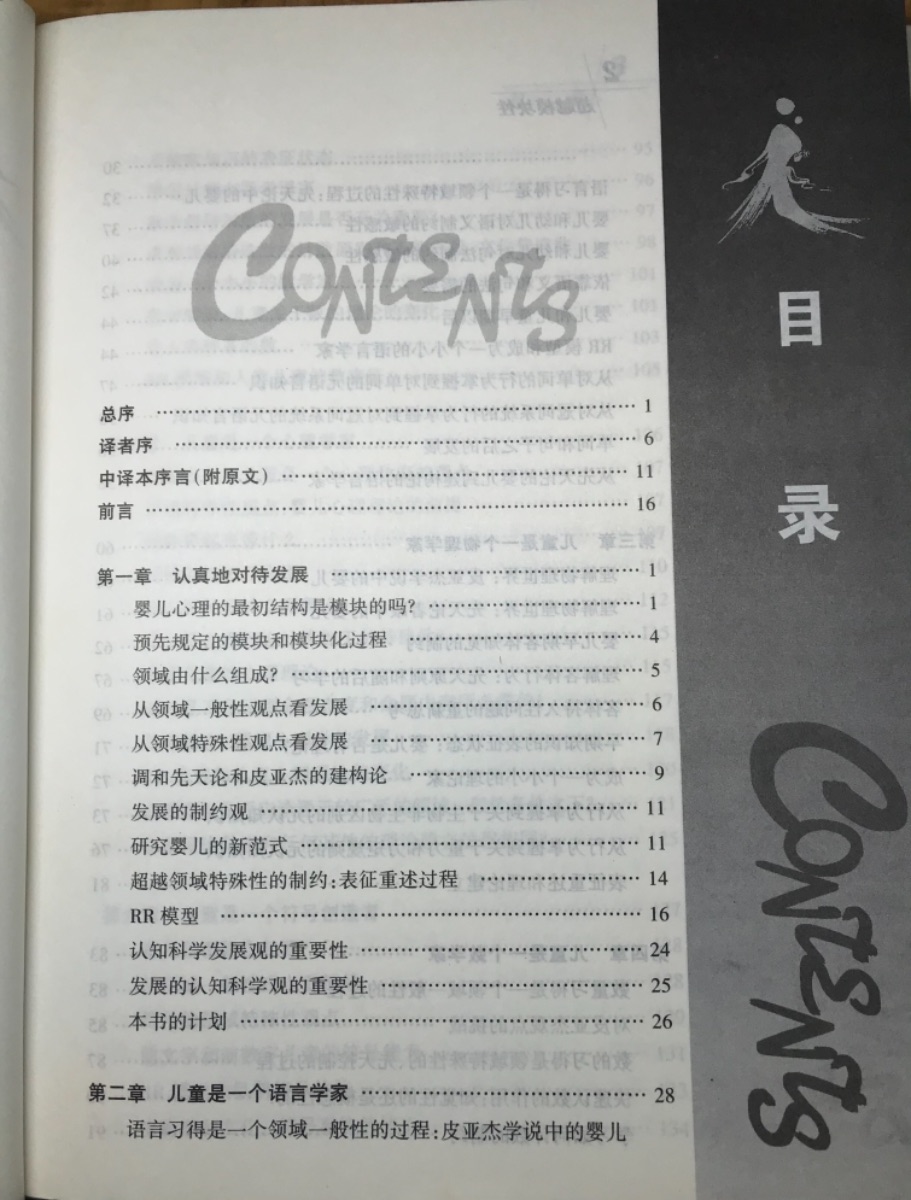 CONTENTS
总序 …… 1
译者序 …… 6
中译本序言(附原文) …… 11
前言 …… 16
第一章 认真地对待发展 …… 1
婴儿心理的最初结构是模块的吗? …… 1
预先规定的模块和模块化过程 …… 4
领域由什么组成? …… 5
从领域一般性观点看发展 …… 6
从领域特殊性观点看发展 …… 7
调和先天论和皮亚杰的建构论 …… 9
发展的制约观 …… 11
研究婴儿的新范式 …… 11
超越领域特殊性的制约:表征重述过程 …… 14
RR 模型 …… 16
认知科学发展观的重要性 …… 24
发展的认知科学观的重要性 …… 25
本书的计划 …… 26
第二章 儿童是一个语言学家 …… 28
语言习得是一个领域一般性的过程:皮亚杰学说中的婴儿
目录
CONTENTS